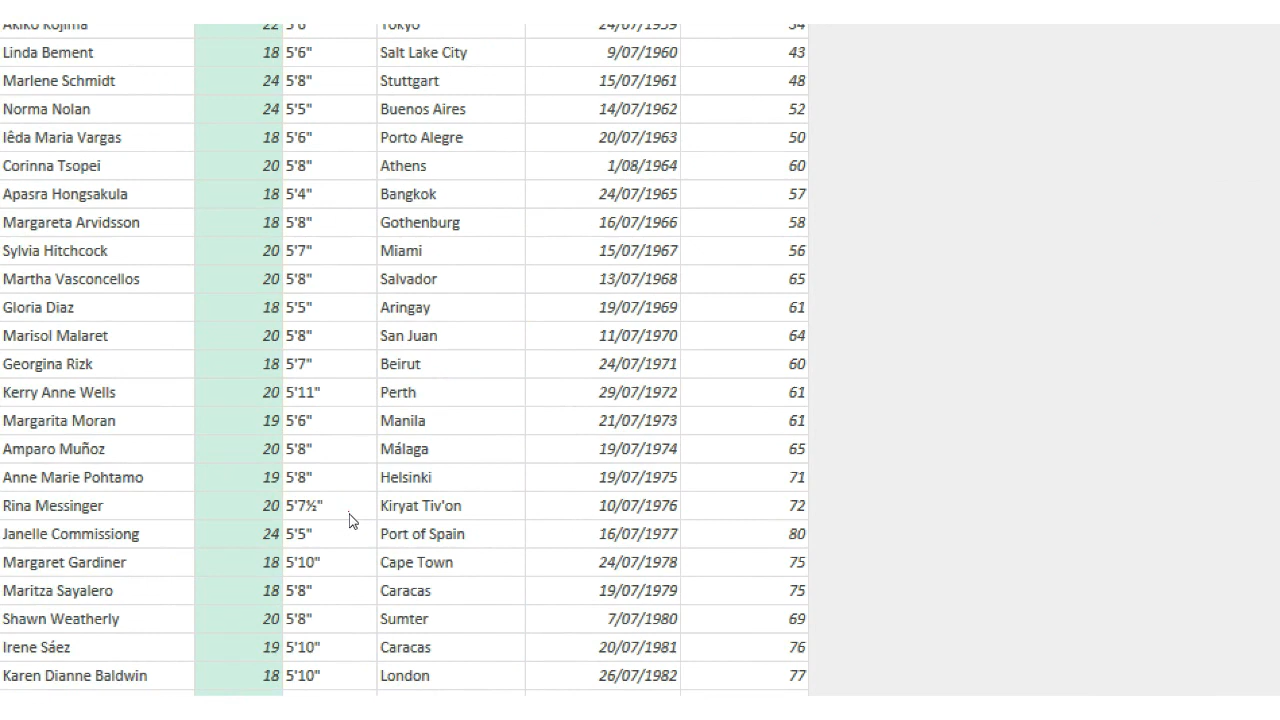 Akiko Kojima 22 5'6" Tokyo 24/07/1959 34
Linda Bement 18 5'6" Salt Lake City 9/07/1960 43
Marlene Schmidt 24 5'8" Stuttgart 15/07/1961 48
Norma Nolan 24 5'5" Buenos Aires 14/07/1962 52
Iêda Maria Vargas 18 5'6" Porto Alegre 20/07/1963 50
Corinna Tsopei 20 5'8" Athens 1/08/1964 60
Apasra Hongsakula 18 5'4" Bangkok 24/07/1965 57
Margareta Arvidsson 18 5'8" Gothenburg 16/07/1966 58
Sylvia Hitchcock 20 5'7" Miami 15/07/1967 56
Martha Vasconcellos 20 5'8" Salvador 13/07/1968 65
Gloria Diaz 18 5'5" Aringay 19/07/1969 61
Marisol Malaret 20 5'8" San Juan 11/07/1970 64
Georgina Rizk 18 5'7" Beirut 24/07/1971 60
Kerry Anne Wells 20 5'11" Perth 29/07/1972 61
Margarita Moran 19 5'6" Manila 21/07/1973 61
Amparo Muñoz 20 5'8" Málaga 19/07/1974 65
Anne Marie Pohtamo 19 5'8" Helsinki 19/07/1975 71
Rina Messinger 20 5'7½" Kiryat Tiv'on 10/07/1976 72
Janelle Commissiong 24 5'5" Port of Spain 16/07/1977 80
Margaret Gardiner 18 5'10" Cape Town 24/07/1978 75
Maritza Sayalero 18 5'8" Caracas 19/07/1979 75
Shawn Weatherly 20 5'8" Sumter 7/07/1980 69
Irene Sáez 19 5'10" Caracas 20/07/1981 76
Karen Dianne Baldwin 18 5'10" London 26/07/1982 77